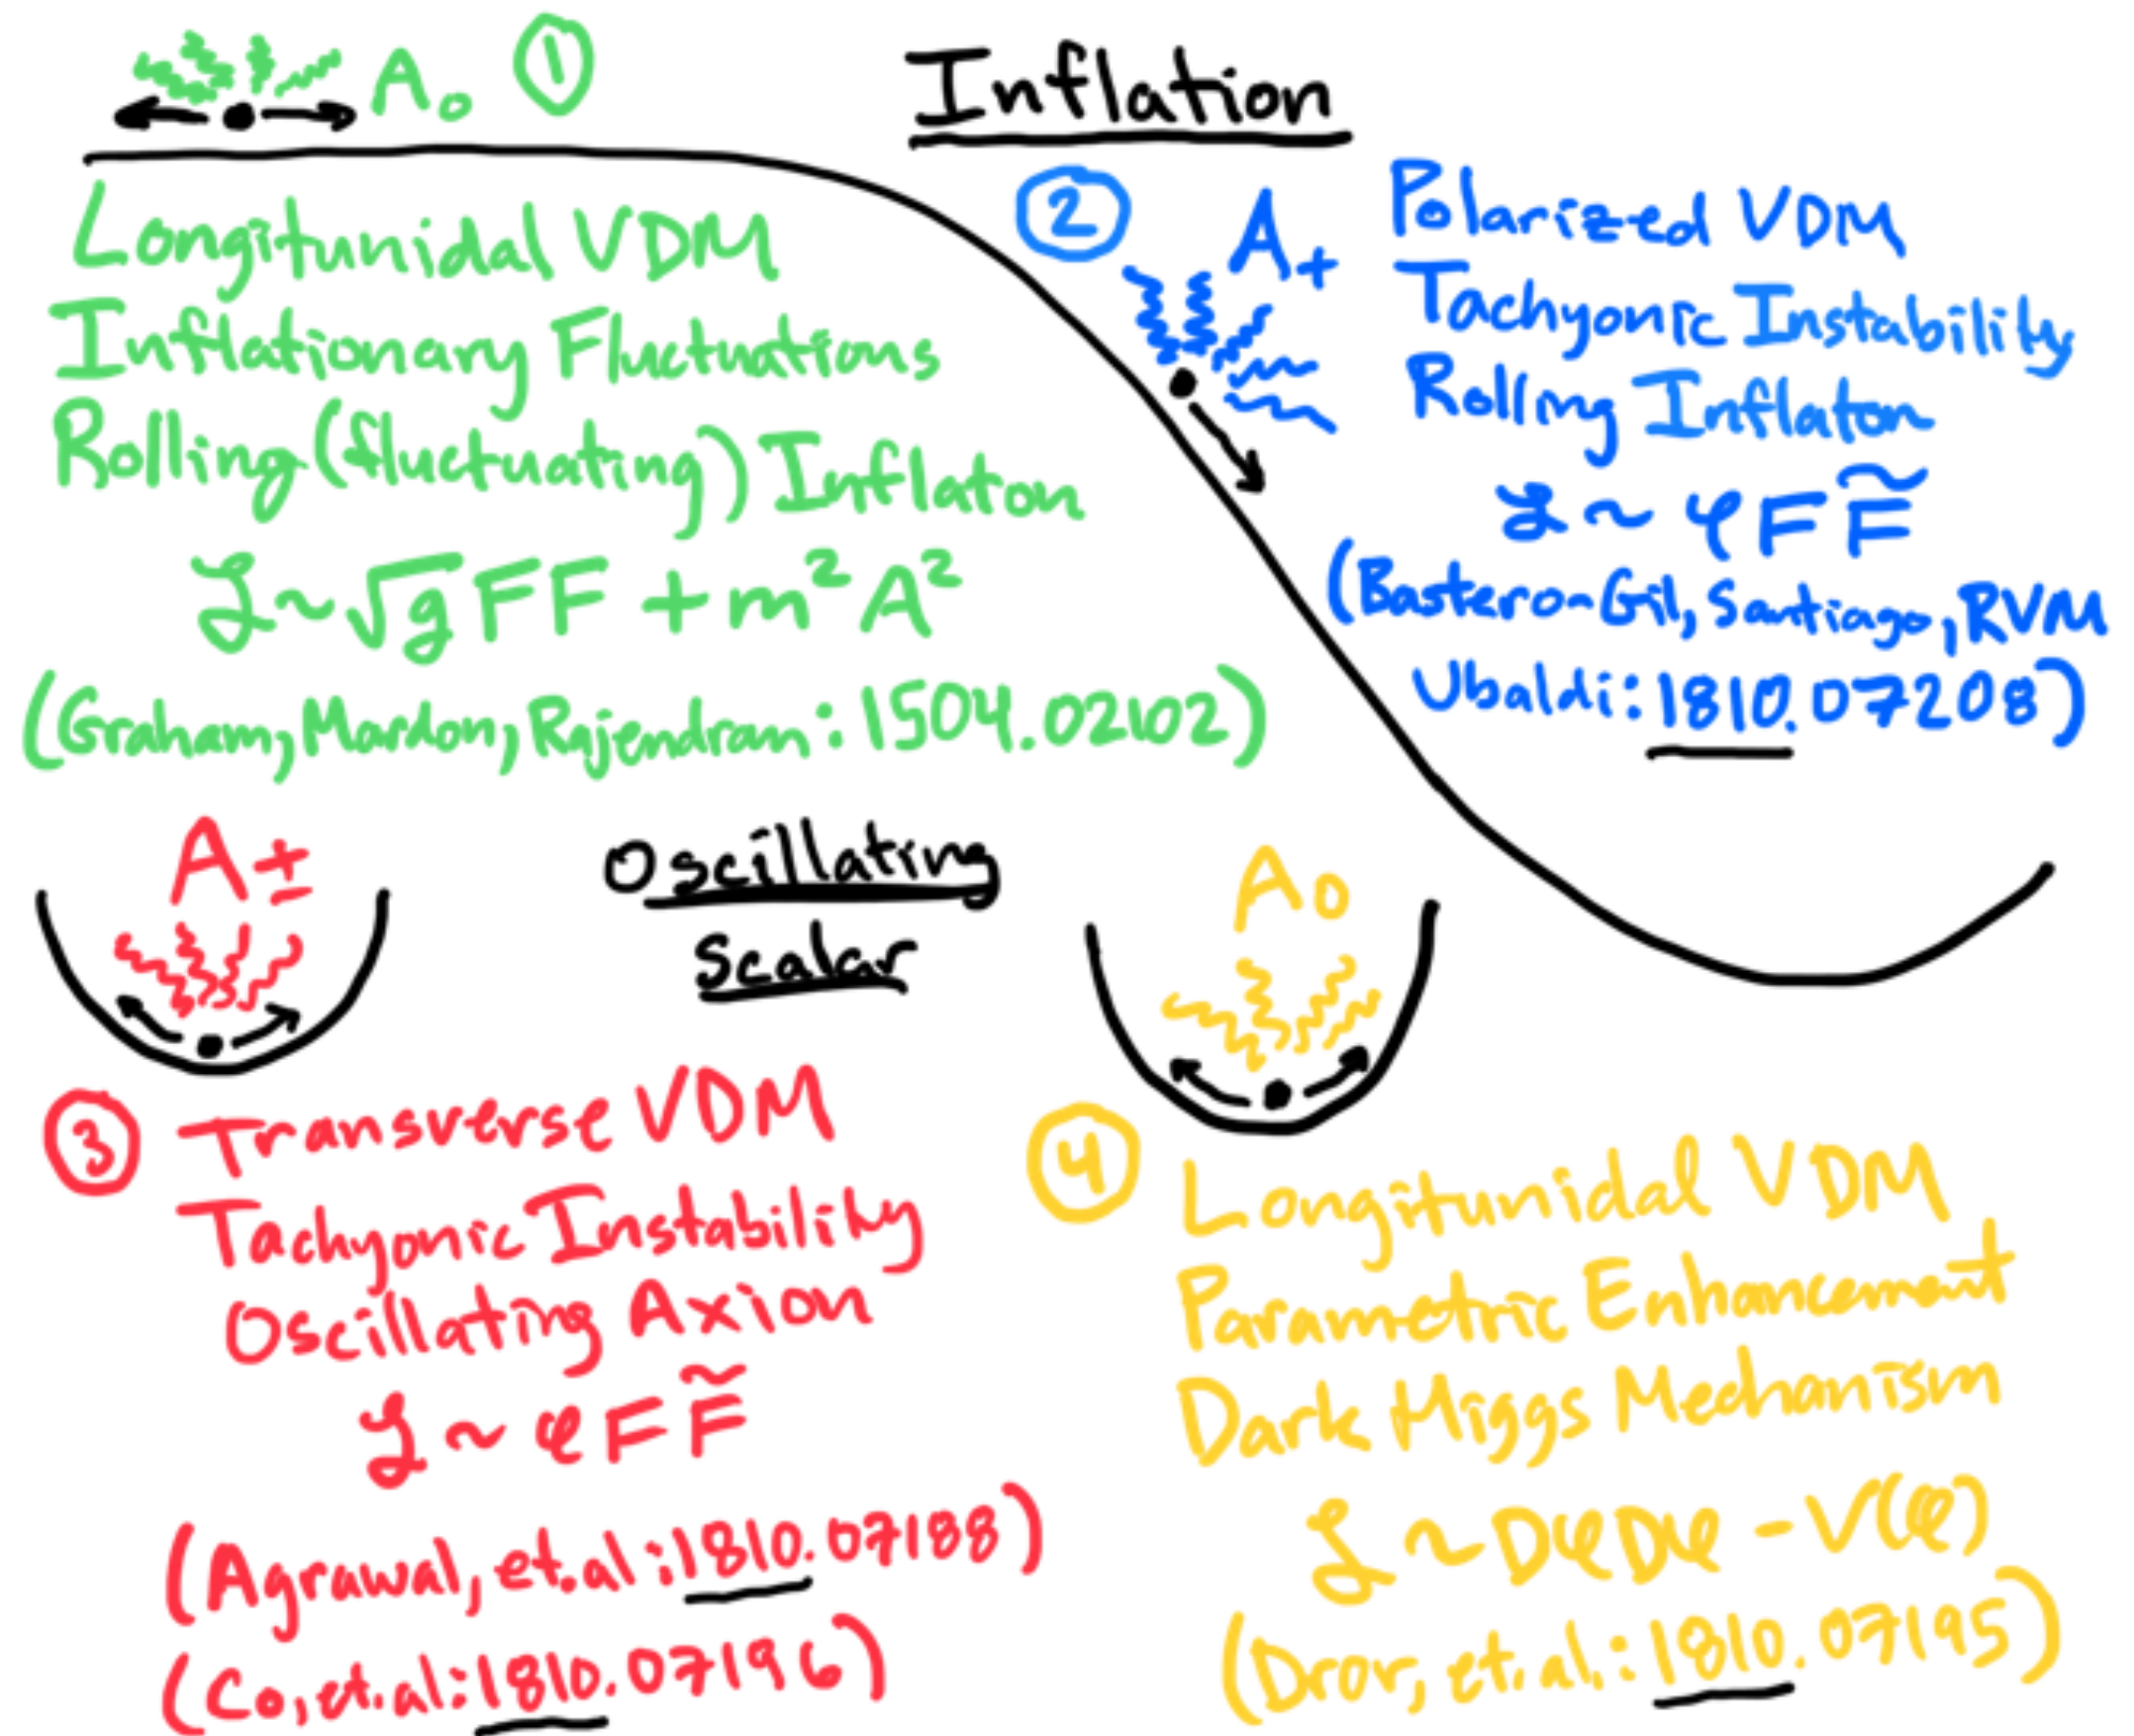 A₀ ①
Inflation
Longitunidal VDM
Inflationary Fluctuations
Rolling (fluctuating) Inflaton
ℒ ~ √g FF + m² A²
(Graham, Mardon, Rajendran: 1504.02102)
② A₊
Polarized VDM
Tachyonic Instability
Rolling Inflaton
ℒ ~ φ F F̃
(Bastero-Gil, Santiago, RVM
Ubaldi: 1810.07208)
Oscillating
Scalar
A±
③ Transverse VDM
Tachyonic Instability
Oscillating Axion
ℒ ~ φ F F̃
(Agrawal, et.al: 1810.07188)
(Co, et.al: 1810.07196)
A₀
④ Longitunidal VDM
Parametric Enhancement
Dark Higgs Mechanism
ℒ ~ DφDφ - V(φ)
(Dror, et. al.: 1810.07195)